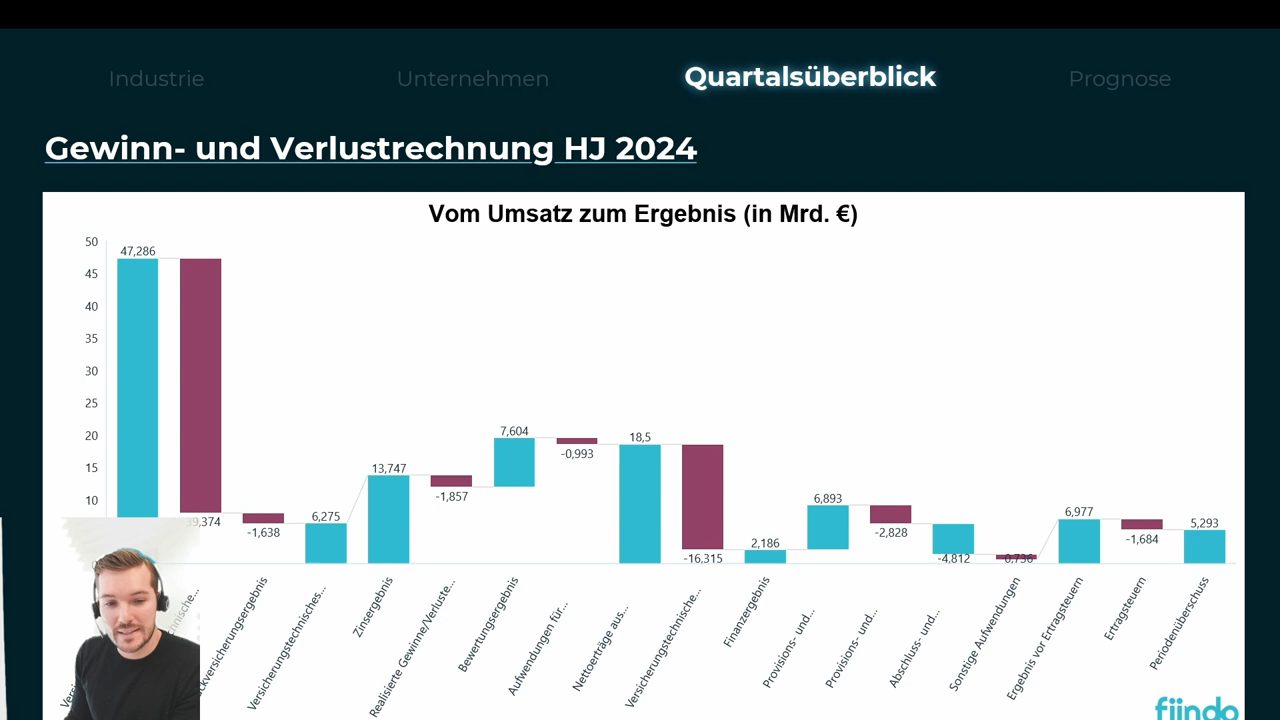 Industrie
Unternehmen
Quartalsüberblick
Prognose
Gewinn- und Verlustrechnung HJ 2024
Vom Umsatz zum Ergebnis (in Mrd. €)
50
45
40
35
30
25
20
15
10
47,286
39,374
-1,638
6,275
13,747
-1,857
7,604
-0,993
18,5
-16,315
2,186
6,893
-2,828
-4,812
-0,736
6,977
-1,684
5,293
Versicherungstechnisches...
Zinsergebnis
Realisierte Gewinne/Verluste...
Bewertungsergebnis
Aufwendungen für...
Nettoerträge aus...
Versicherungstechnische...
Finanzergebnis
Provisions- und...
Provisions- und...
Abschluss- und...
Sonstige Aufwendungen
Ergebnis vor Ertragsteuern
Ertragsteuern
Periodenüberschuss
fiindo